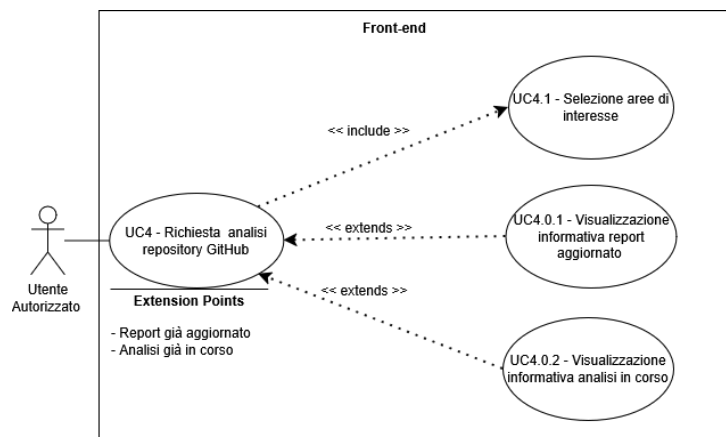 Front-end
UC4.1 - Selezione aree di
interesse
<< include >>
UC4 - Richiesta analisi
repository GitHub
<< extends >>
UC4.0.1 - Visualizzazione
informativa report
aggiornato
Utente
Autorizzato
Extension Points
- Report già aggiornato
- Analisi già in corso
<< extends >>
UC4.0.2 - Visualizzazione
informativa analisi in corso